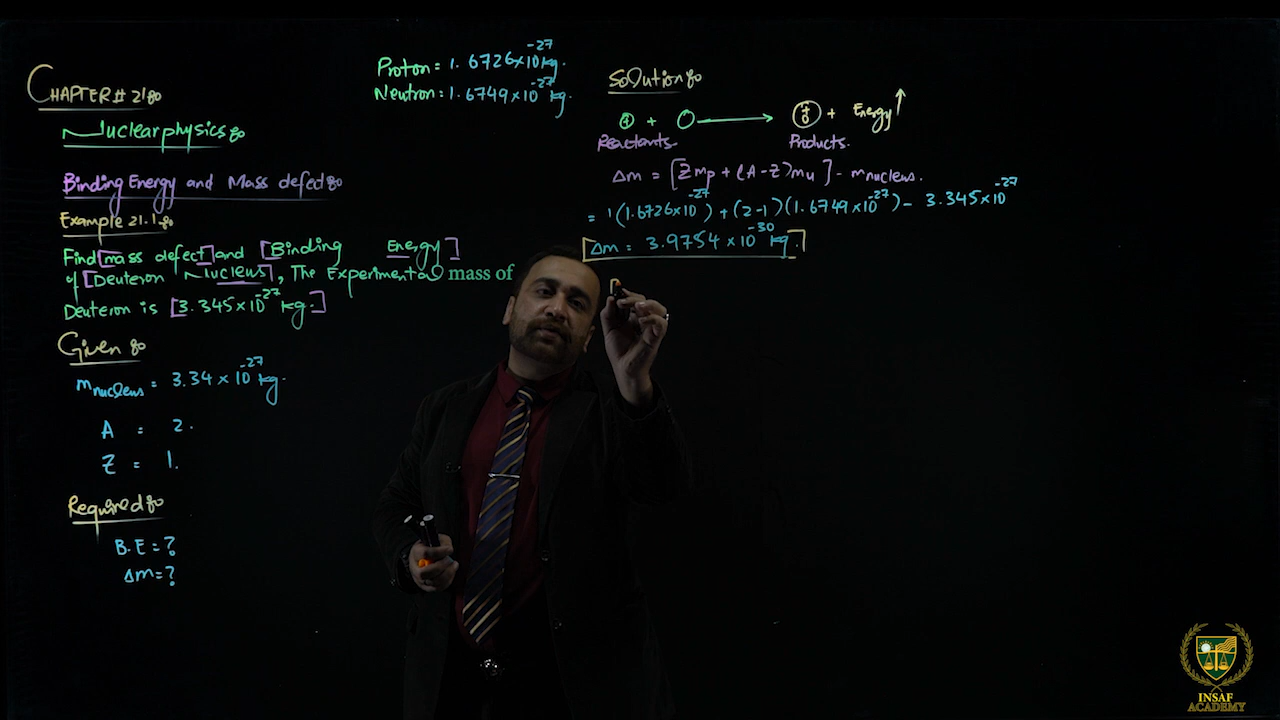 CHAPTER # 21
Nuclear physics
Binding Energy and Mass defect
Example 21.1
Find [mass defect] and [Binding Energy]
of [Deuteron Nucleus], The Experimental mass of
Deuteron is [3.345×10⁻²⁷ kg.]
Given
m nucleus = 3.34 × 10⁻²⁷ kg.
A = 2.
Z = 1.
Required
B.E = ?
Δm = ?
Proton = 1.6726×10⁻²⁷ kg.
Neutron = 1.6749×10⁻²⁷ kg.
Solution
+ + → + 0 + Energy ↑
Reactants Products.
Δm = [Zmp + (A-Z)mn] - m nucleus.
= 1(1.6726×10⁻²⁷) + (2-1)(1.6749×10⁻²⁷) - 3.345×10⁻²⁷
[Δm = 3.9754 × 10⁻³⁰ kg.]
INSAF
ACADEMY